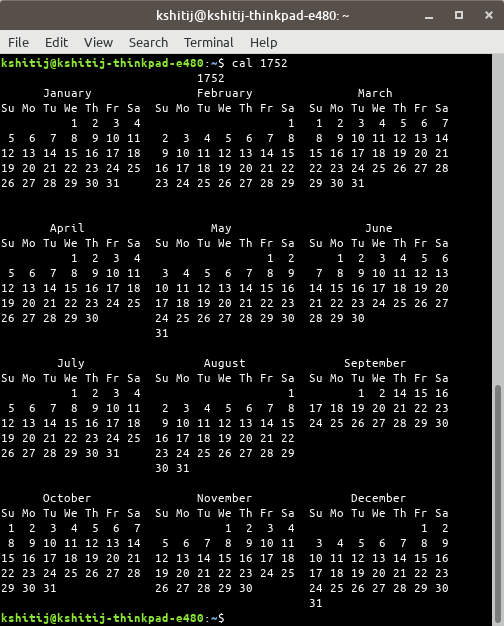 kshitij@kshitij-thinkpad-e480: ~
File Edit View Search Terminal Help
kshitij@kshitij-thinkpad-e480:~$ cal 1752
                            1752
      January               February               March
Su Mo Tu We Th Fr Sa  Su Mo Tu We Th Fr Sa  Su Mo Tu We Th Fr Sa
          1  2  3  4                     1   1  2  3  4  5  6  7
 5  6  7  8  9 10 11   2  3  4  5  6  7  8   8  9 10 11 12 13 14
12 13 14 15 16 17 18   9 10 11 12 13 14 15  15 16 17 18 19 20 21
19 20 21 22 23 24 25  16 17 18 19 20 21 22  22 23 24 25 26 27 28
26 27 28 29 30 31     23 24 25 26 27 28 29  29 30 31
       April                  May                   June
Su Mo Tu We Th Fr Sa  Su Mo Tu We Th Fr Sa  Su Mo Tu We Th Fr Sa
          1  2  3  4                  1  2      1  2  3  4  5  6
 5  6  7  8  9 10 11   3  4  5  6  7  8  9   7  8  9 10 11 12 13
12 13 14 15 16 17 18  10 11 12 13 14 15 16  14 15 16 17 18 19 20
19 20 21 22 23 24 25  17 18 19 20 21 22 23  21 22 23 24 25 26 27
26 27 28 29 30        24 25 26 27 28 29 30  28 29 30
                      31
        July                 August              September
Su Mo Tu We Th Fr Sa  Su Mo Tu We Th Fr Sa  Su Mo Tu We Th Fr Sa
          1  2  3  4                     1         1  2 14 15 16
 5  6  7  8  9 10 11   2  3  4  5  6  7  8  17 18 19 20 21 22 23
12 13 14 15 16 17 18   9 10 11 12 13 14 15  24 25 26 27 28 29 30
19 20 21 22 23 24 25  16 17 18 19 20 21 22
26 27 28 29 30 31     23 24 25 26 27 28 29
                      30 31
      October               November              December
Su Mo Tu We Th Fr Sa  Su Mo Tu We Th Fr Sa  Su Mo Tu We Th Fr Sa
 1  2  3  4  5  6  7            1  2  3  4                  1  2
 8  9 10 11 12 13 14   5  6  7  8  9 10 11   3  4  5  6  7  8  9
15 16 17 18 19 20 21  12 13 14 15 16 17 18  10 11 12 13 14 15 16
22 23 24 25 26 27 28  19 20 21 22 23 24 25  17 18 19 20 21 22 23
29 30 31              26 27 28 29 30        24 25 26 27 28 29 30
                                            31
kshitij@kshitij-thinkpad-e480:~$